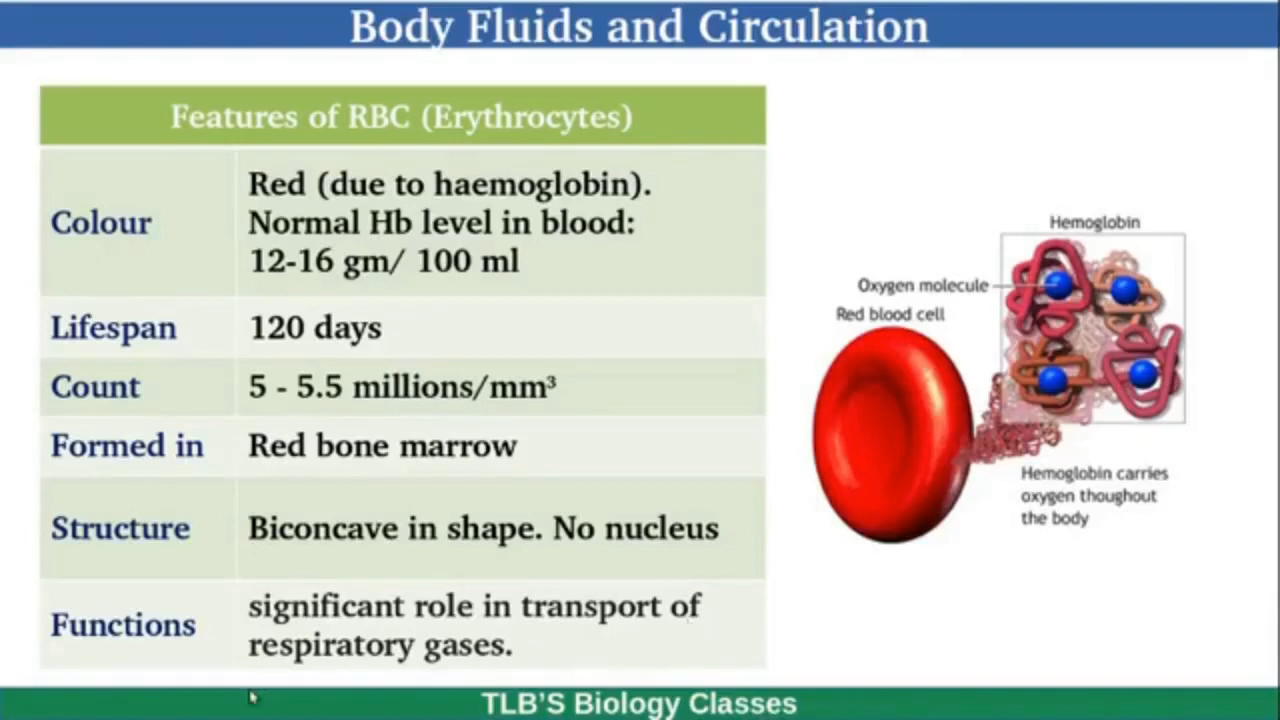 Body Fluids and Circulation
Features of RBC (Erythrocytes)
Colour
Red (due to haemoglobin).
Normal Hb level in blood:
12-16 gm/ 100 ml
Lifespan
120 days
Count
5 - 5.5 millions/mm³
Formed in
Red bone marrow
Structure
Biconcave in shape. No nucleus
Functions
significant role in transport of
respiratory gases.
Hemoglobin
Oxygen molecule
Red blood cell
Hemoglobin carries
oxygen thoughout
the body
TLB'S Biology Classes